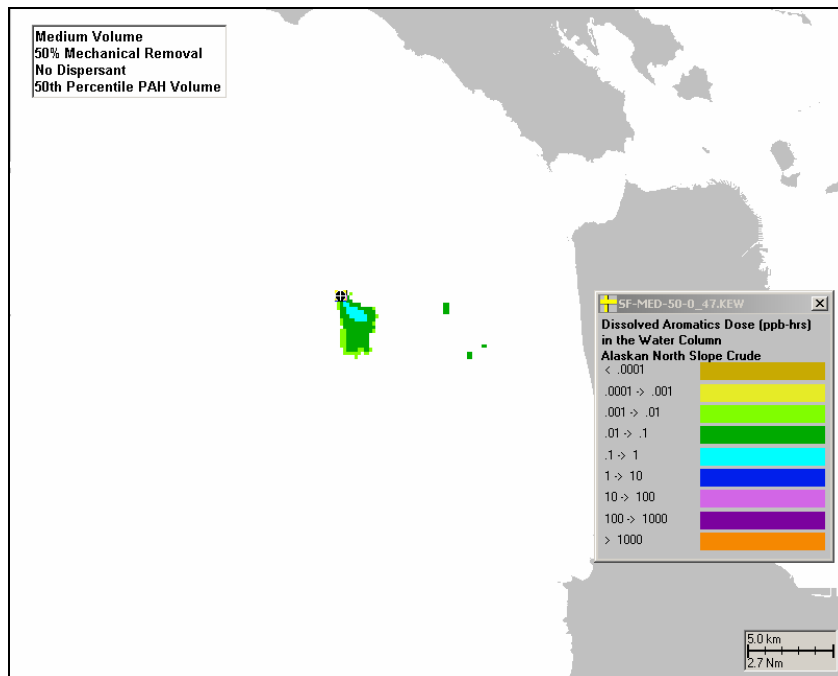 Medium Volume
50% Mechanical Removal
No Dispersant
50th Percentile PAH Volume
SF-MED-50-0_47.KEW
Dissolved Aromatics Dose (ppb-hrs)
in the Water Column
Alaskan North Slope Crude
< .0001
.0001 -> .001
.001 -> .01
.01 -> .1
.1 -> 1
1 -> 10
10 -> 100
100 -> 1000
> 1000
5.0 km
2.7 Nm